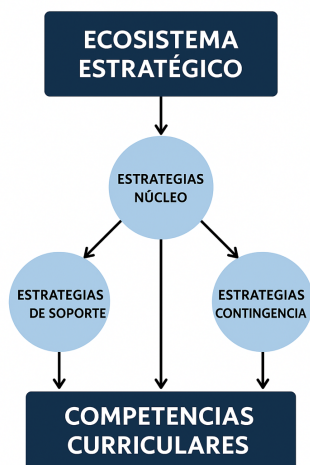 ECOSISTEMA
ESTRATÉGICO
ESTRATEGIAS
NÚCLEO
ESTRATEGIAS
DE SOPORTE
ESTRATEGIAS
CONTINGENCIA
COMPETENCIAS
CURRICULARES